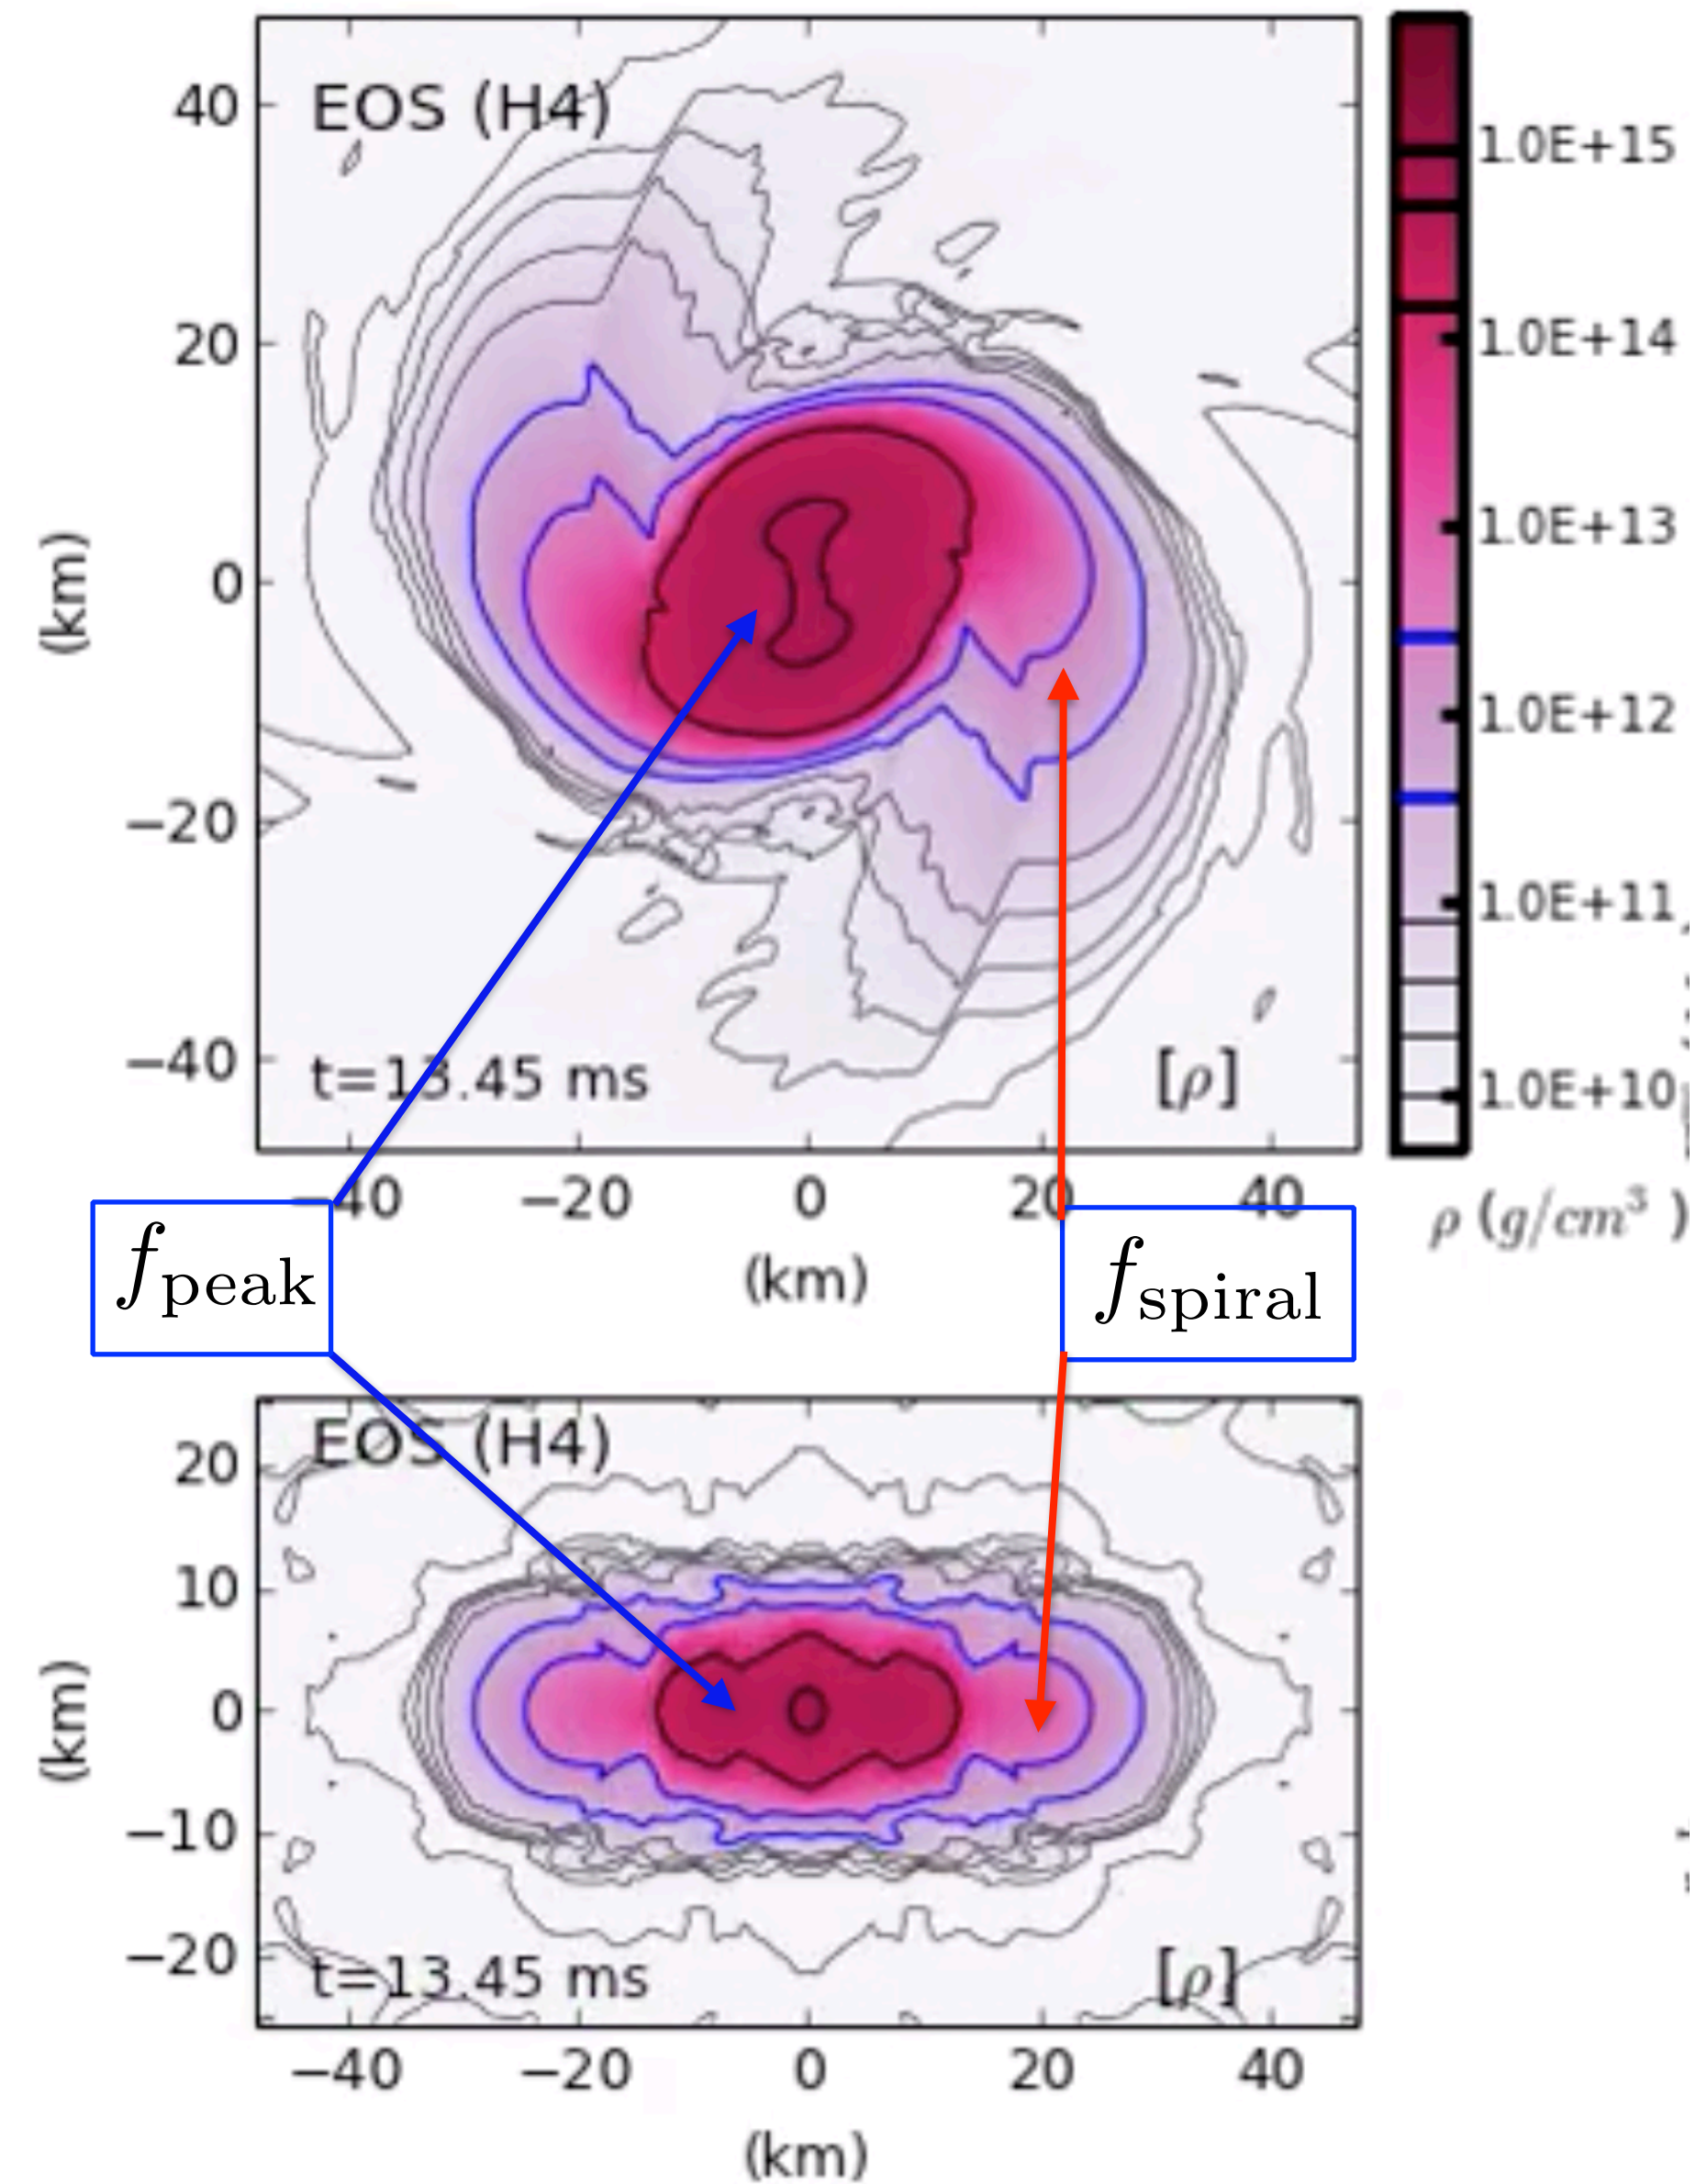 EOS (H4)
40
20
0
−20
−40
(km)
t=13.45 ms
[ρ]
−40
−20
0
20
40
(km)
1.0E+15
1.0E+14
1.0E+13
1.0E+12
1.0E+11
1.0E+10
ρ (g/cm³ )
f_peak
f_spiral
EOS (H4)
20
10
0
−10
−20
(km)
t=13.45 ms
[ρ]
−40
−20
0
20
40
(km)